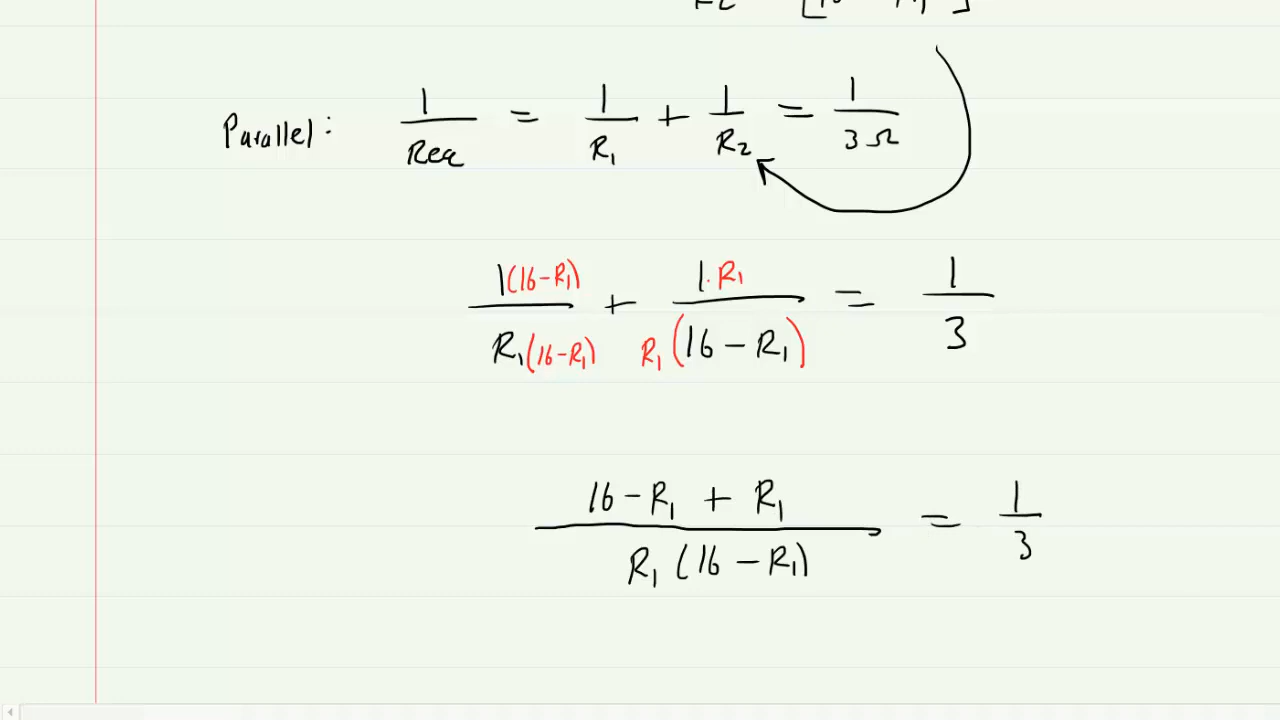 Parallel: 1/Req = 1/R₁ + 1/R₂ = 1/3Ω
1(16-R₁)/R₁(16-R₁) + 1·R₁/R₁(16-R₁) = 1/3
16-R₁ + R₁/R₁(16-R₁) = 1/3